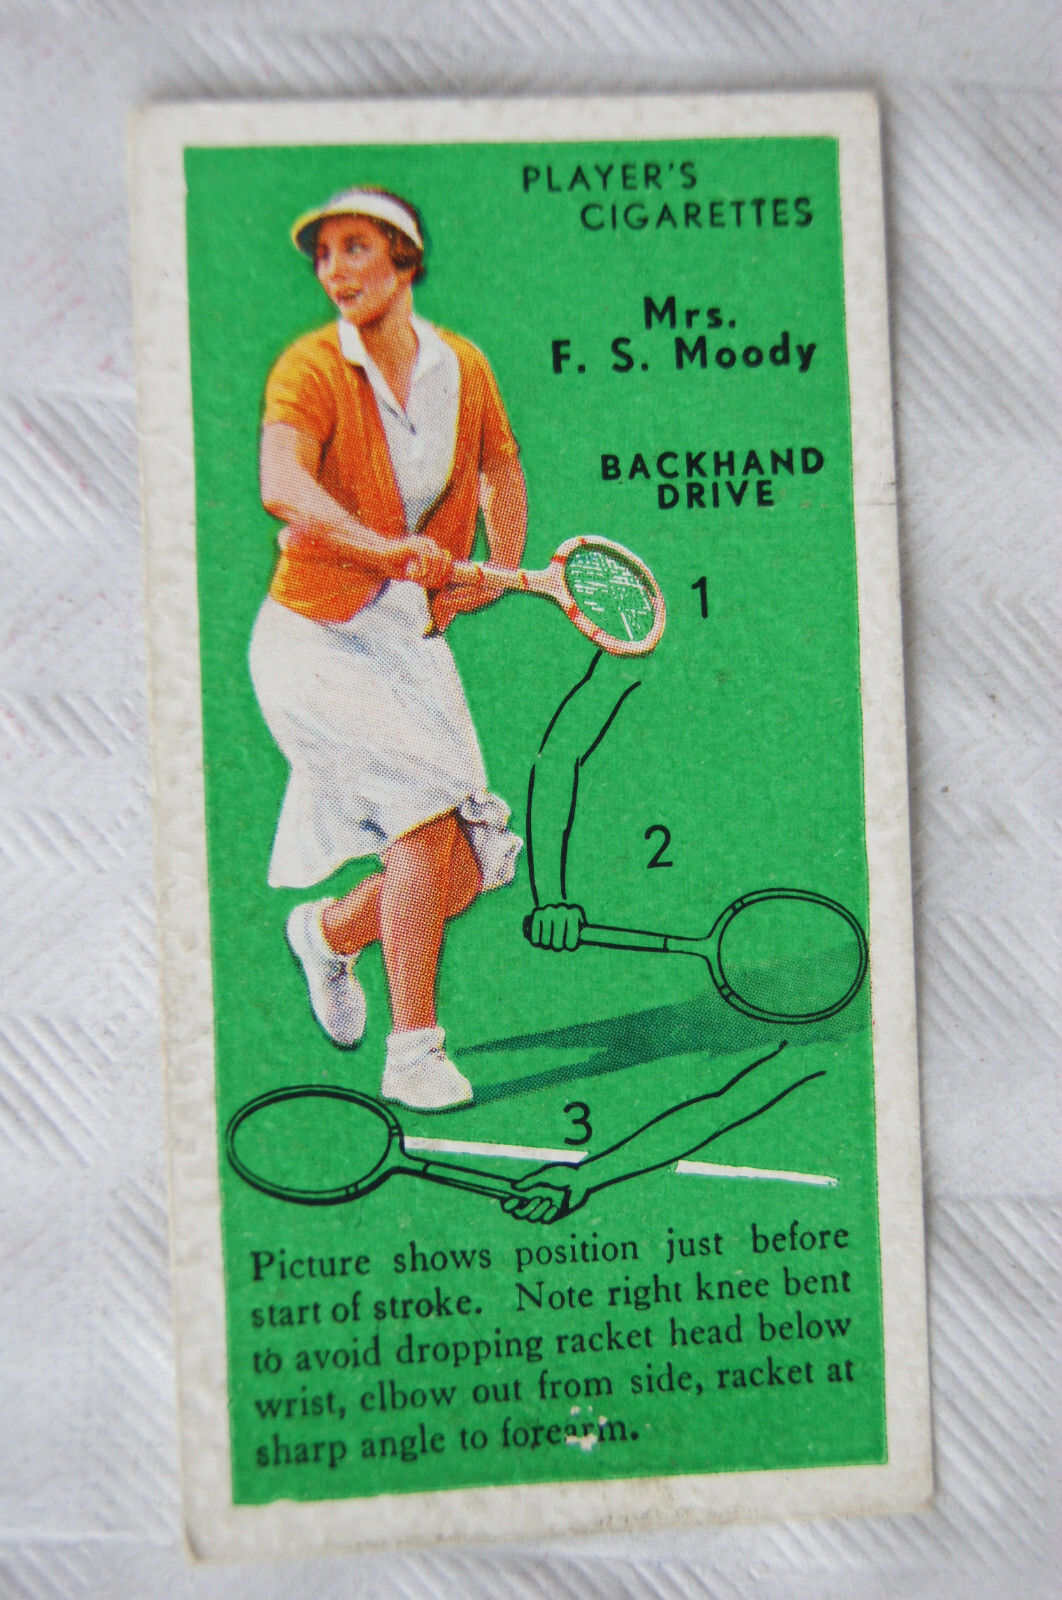 PLAYER'S
CIGARETTES
Mrs.
F. S. Moody
BACKHAND
DRIVE
1
2
3
Picture shows position just before
start of stroke. Note right knee bent
to avoid dropping racket head below
wrist, elbow out from side, racket at
sharp angle to forearm.